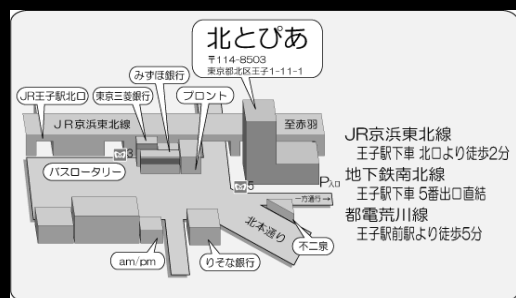 北とぴあ
〒114-8503
東京都北区王子1-11-1
みずほ銀行
JR王子駅北口
東京三菱銀行
プロント
JR京浜東北線
至赤羽
3
バスロータリー
5
P入口
一方通行→
北本通り
不二泉
am/pm
りそな銀行
JR京浜東北線
王子駅下車 北口より徒歩2分
地下鉄南北線
王子駅下車 5番出口直結
都電荒川線
王子駅前駅より徒歩5分